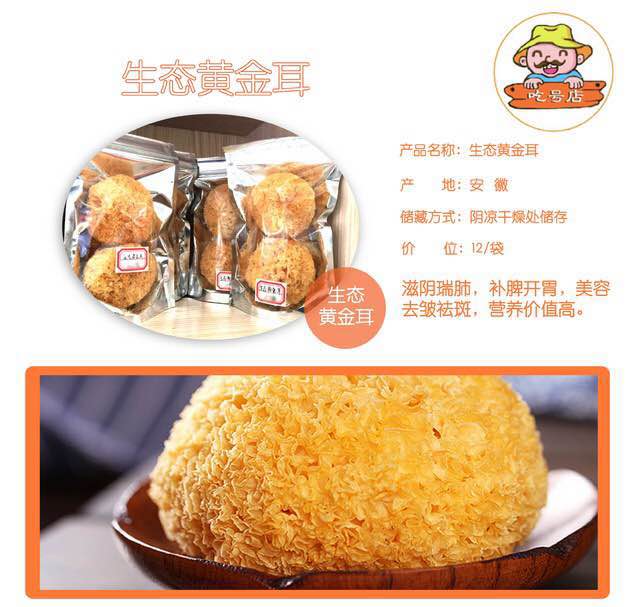 生态黄金耳
吃号店
产品名称：生态黄金耳
产 地：安 徽
储藏方式：阴凉干燥处储存
价 位：12/袋
滋阴瑞肺，补脾开胃，美容
去皱祛斑，营养价值高。
生态
黄金耳